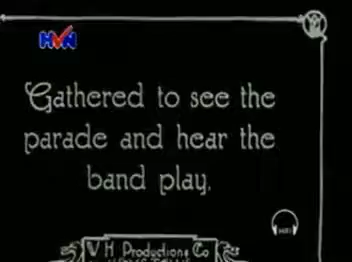 HVN
Gathered to see the
parade and hear the
band play.
V H Productions Co